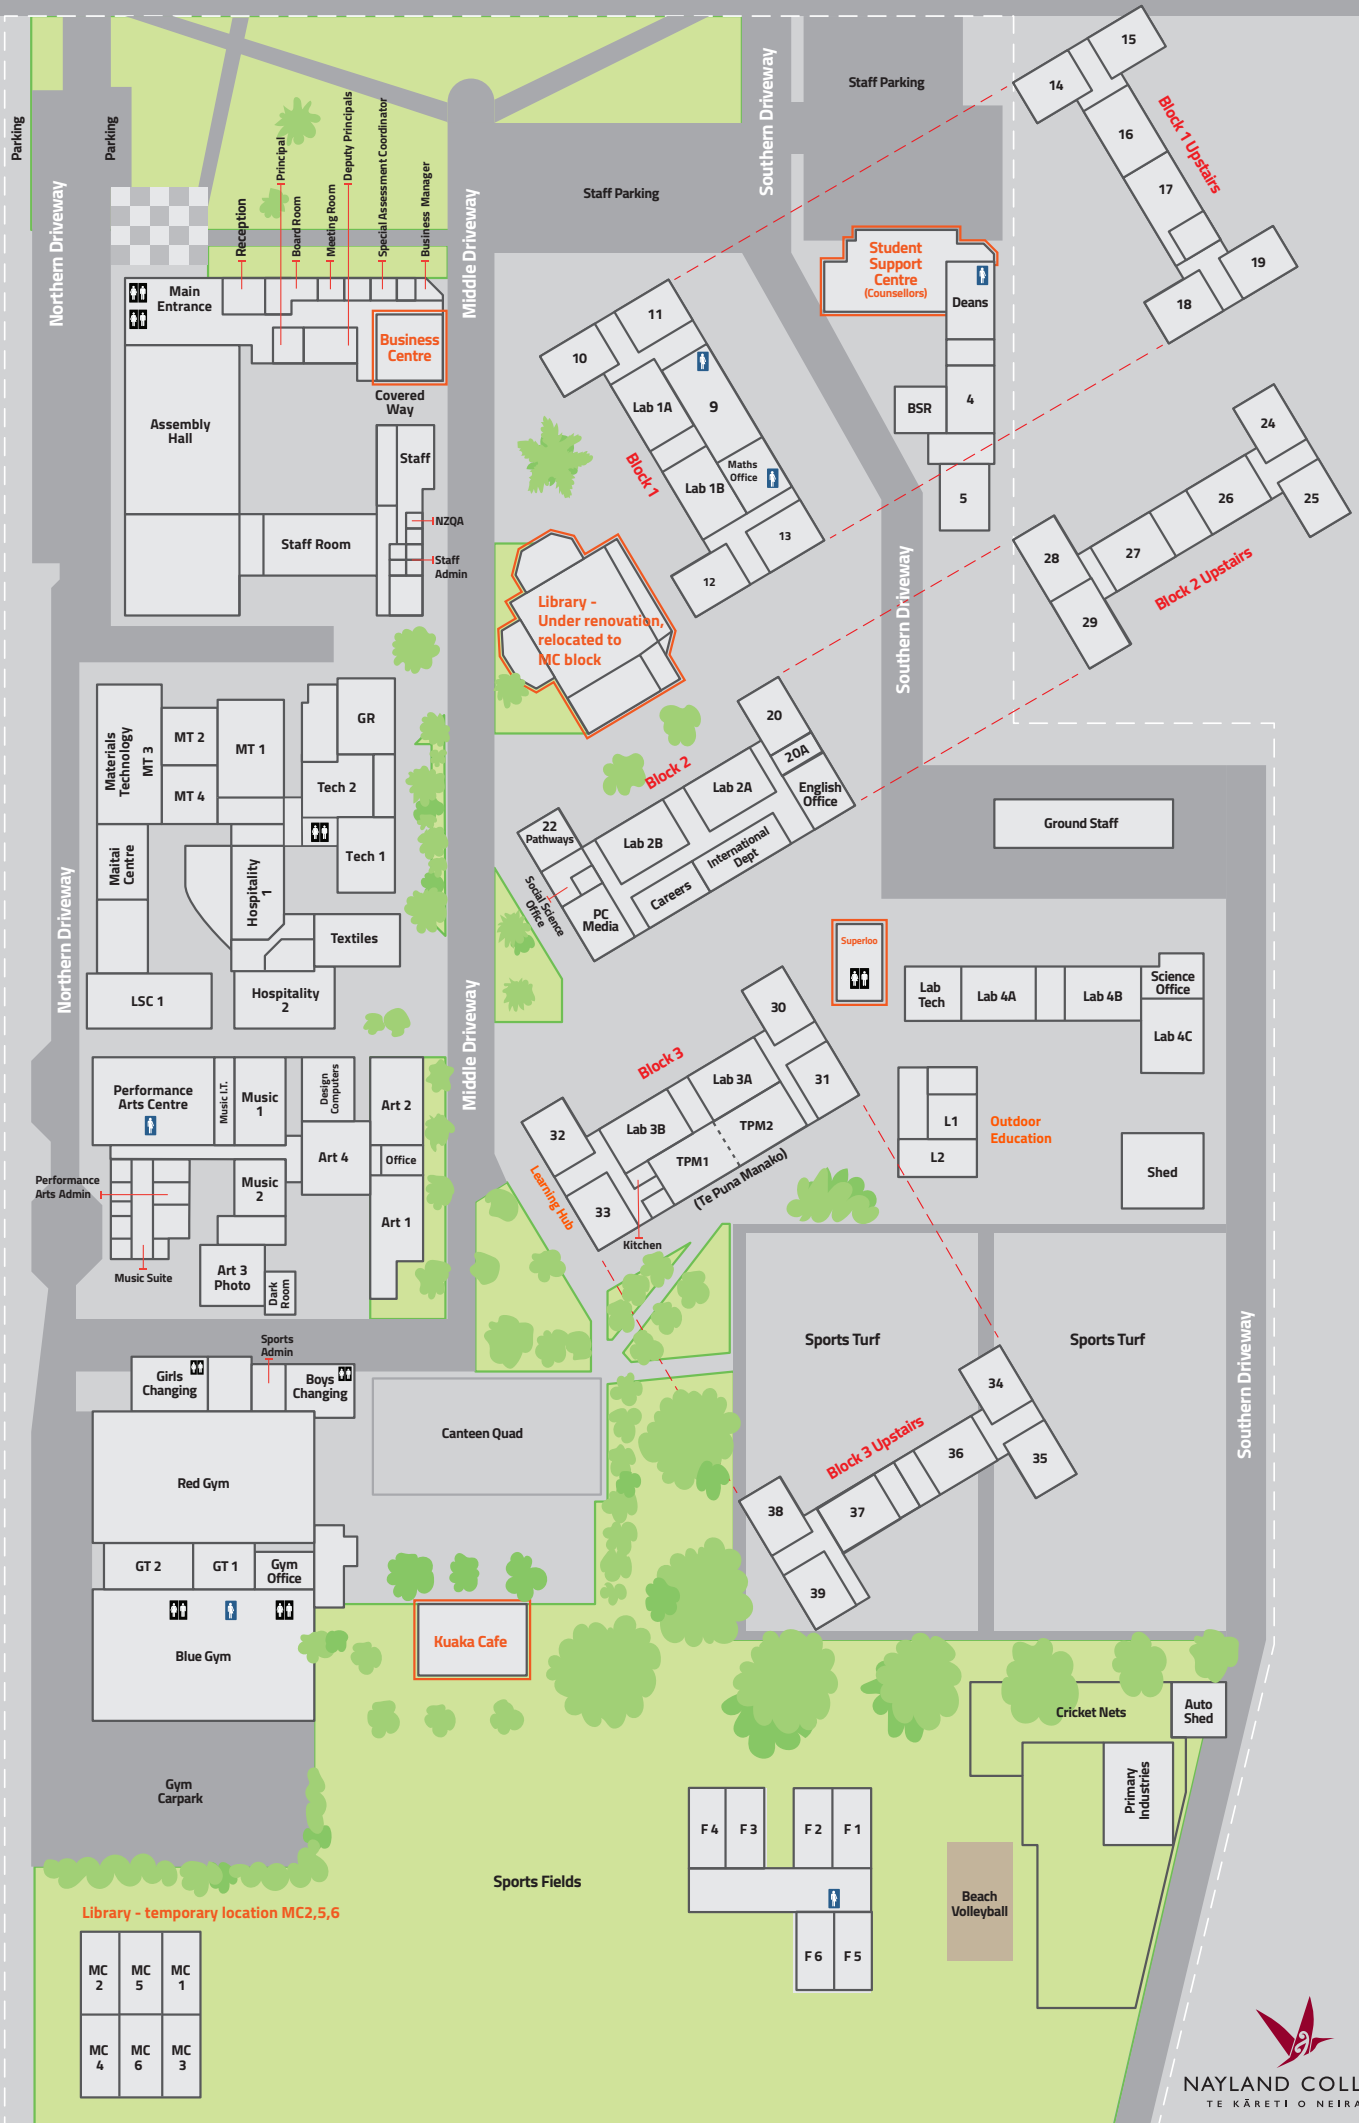 Parking
Parking
Northern Driveway
Reception
Principal
Board Room
Meeting Room
Deputy Principals
Special Assessment Coordinator
Business Manager
Middle Driveway
Staff Parking
Southern Driveway
Staff Parking
Main
Entrance
Business
Centre
Covered
Way
Assembly
Hall
Staff
NZQA
Staff
Admin
Staff Room
Student
Support
Centre
(Counsellors)
Deans
4
BSR
5
14
15
16
17
18
19
Block 1 Upstairs
10
11
Lab 1A
9
Maths
Office
Lab 1B
13
12
Block 1
24
25
26
27
28
29
Block 2 Upstairs
Library -
Under renovation,
relocated to
MC block
Southern Driveway
Materials
Technology
MT 3
MT 2
MT 1
MT 4
GR
Tech 2
Tech 1
Maitai
Centre
Hospitality
1
Textiles
LSC 1
Hospitality
2
Northern Driveway
Block 2
20
20A
English
Office
Lab 2A
Lab 2B
22
Pathways
International
Dept
Careers
PC
Media
Social Science
Office
Ground Staff
Superloo
Lab
Tech
Lab 4A
Lab 4B
Science
Office
Lab 4C
Middle Driveway
Performance
Arts Centre
Music I.T.
Music
1
Design
Computers
Art 2
Art 4
Office
Performance
Arts Admin
Music
2
Art 1
Music Suite
Art 3
Photo
Dark
Room
Block 3
30
31
Lab 3A
Lab 3B
TPM2
TPM1
(Te Puna Manako)
32
33
Learning Hub
Kitchen
L1
L2
Outdoor
Education
Shed
Sports Turf
Sports Turf
Southern Driveway
Sports
Admin
Girls
Changing
Boys
Changing
Canteen Quad
Red Gym
GT 2
GT 1
Gym
Office
Blue Gym
Kuaka Cafe
Block 3 Upstairs
34
35
36
37
38
39
Gym
Carpark
Cricket Nets
Auto
Shed
Primary
Industries
F 4
F 3
F 2
F 1
F 6
F 5
Sports Fields
Beach
Volleyball
Library - temporary location MC2,5,6
MC
2
MC
5
MC
1
MC
4
MC
6
MC
3
NAYLAND COLL
TE KĀRETI O NEIRA